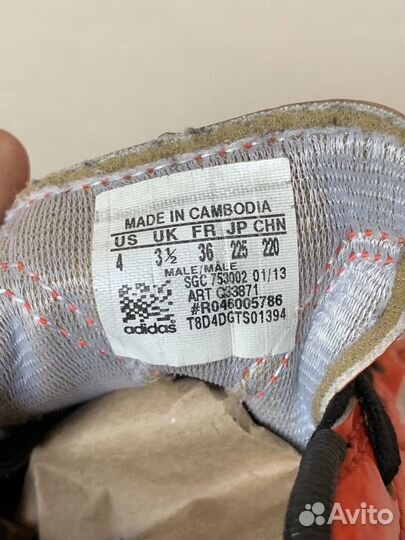 MADE IN CAMBODIA
US UK FR JP CHN
4 3½ 36 225 220
MALE/MALE
SGC 753002 01/13
ART Q33871
#R046005786
adidas T8D4DGTS01394
Avito